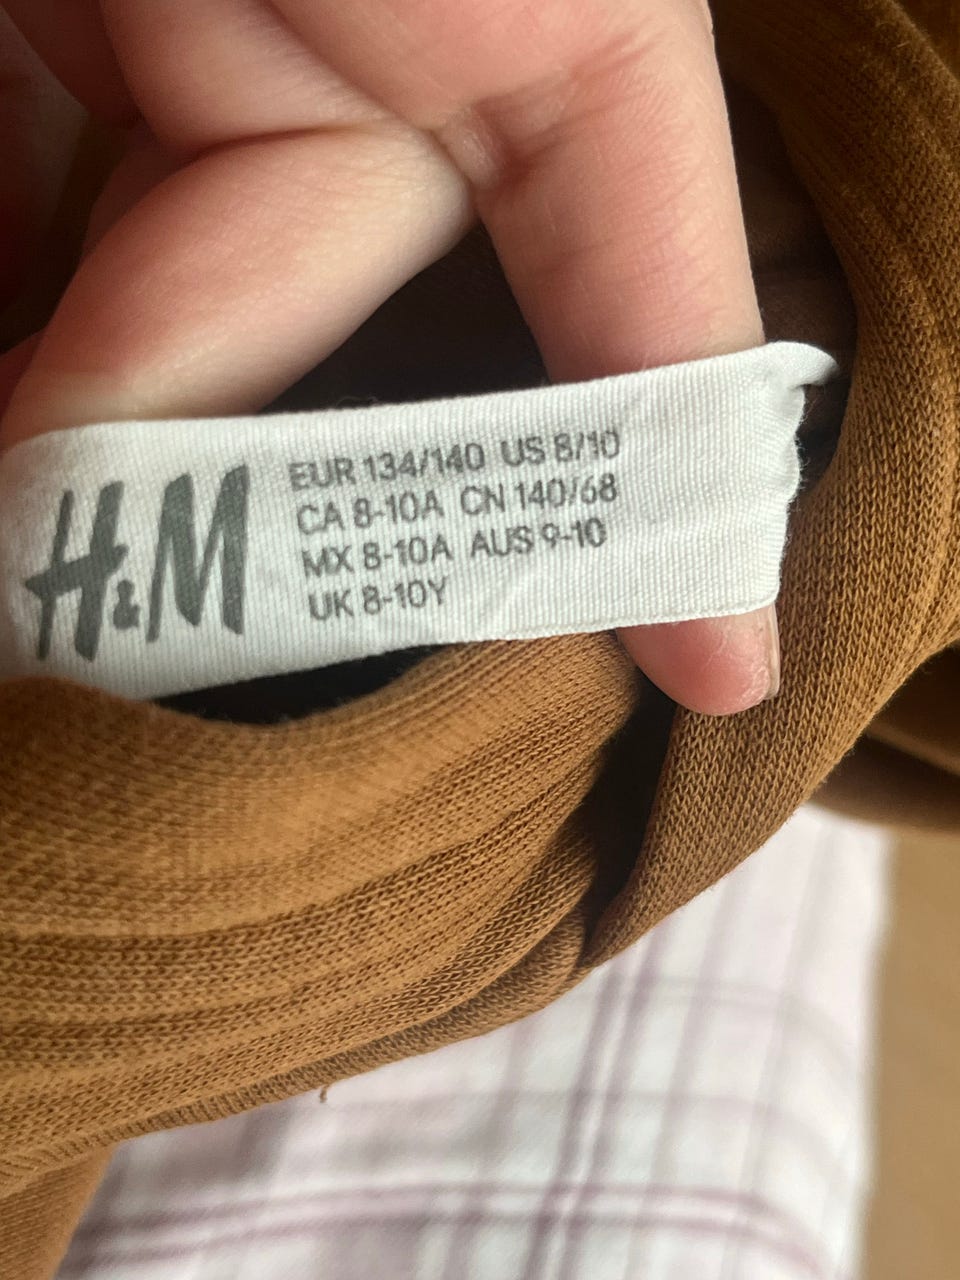 H&M
EUR 134/140 US 8/10
CA 8-10A CN 140/68
MX 8-10A AUS 9-10
UK 8-10Y